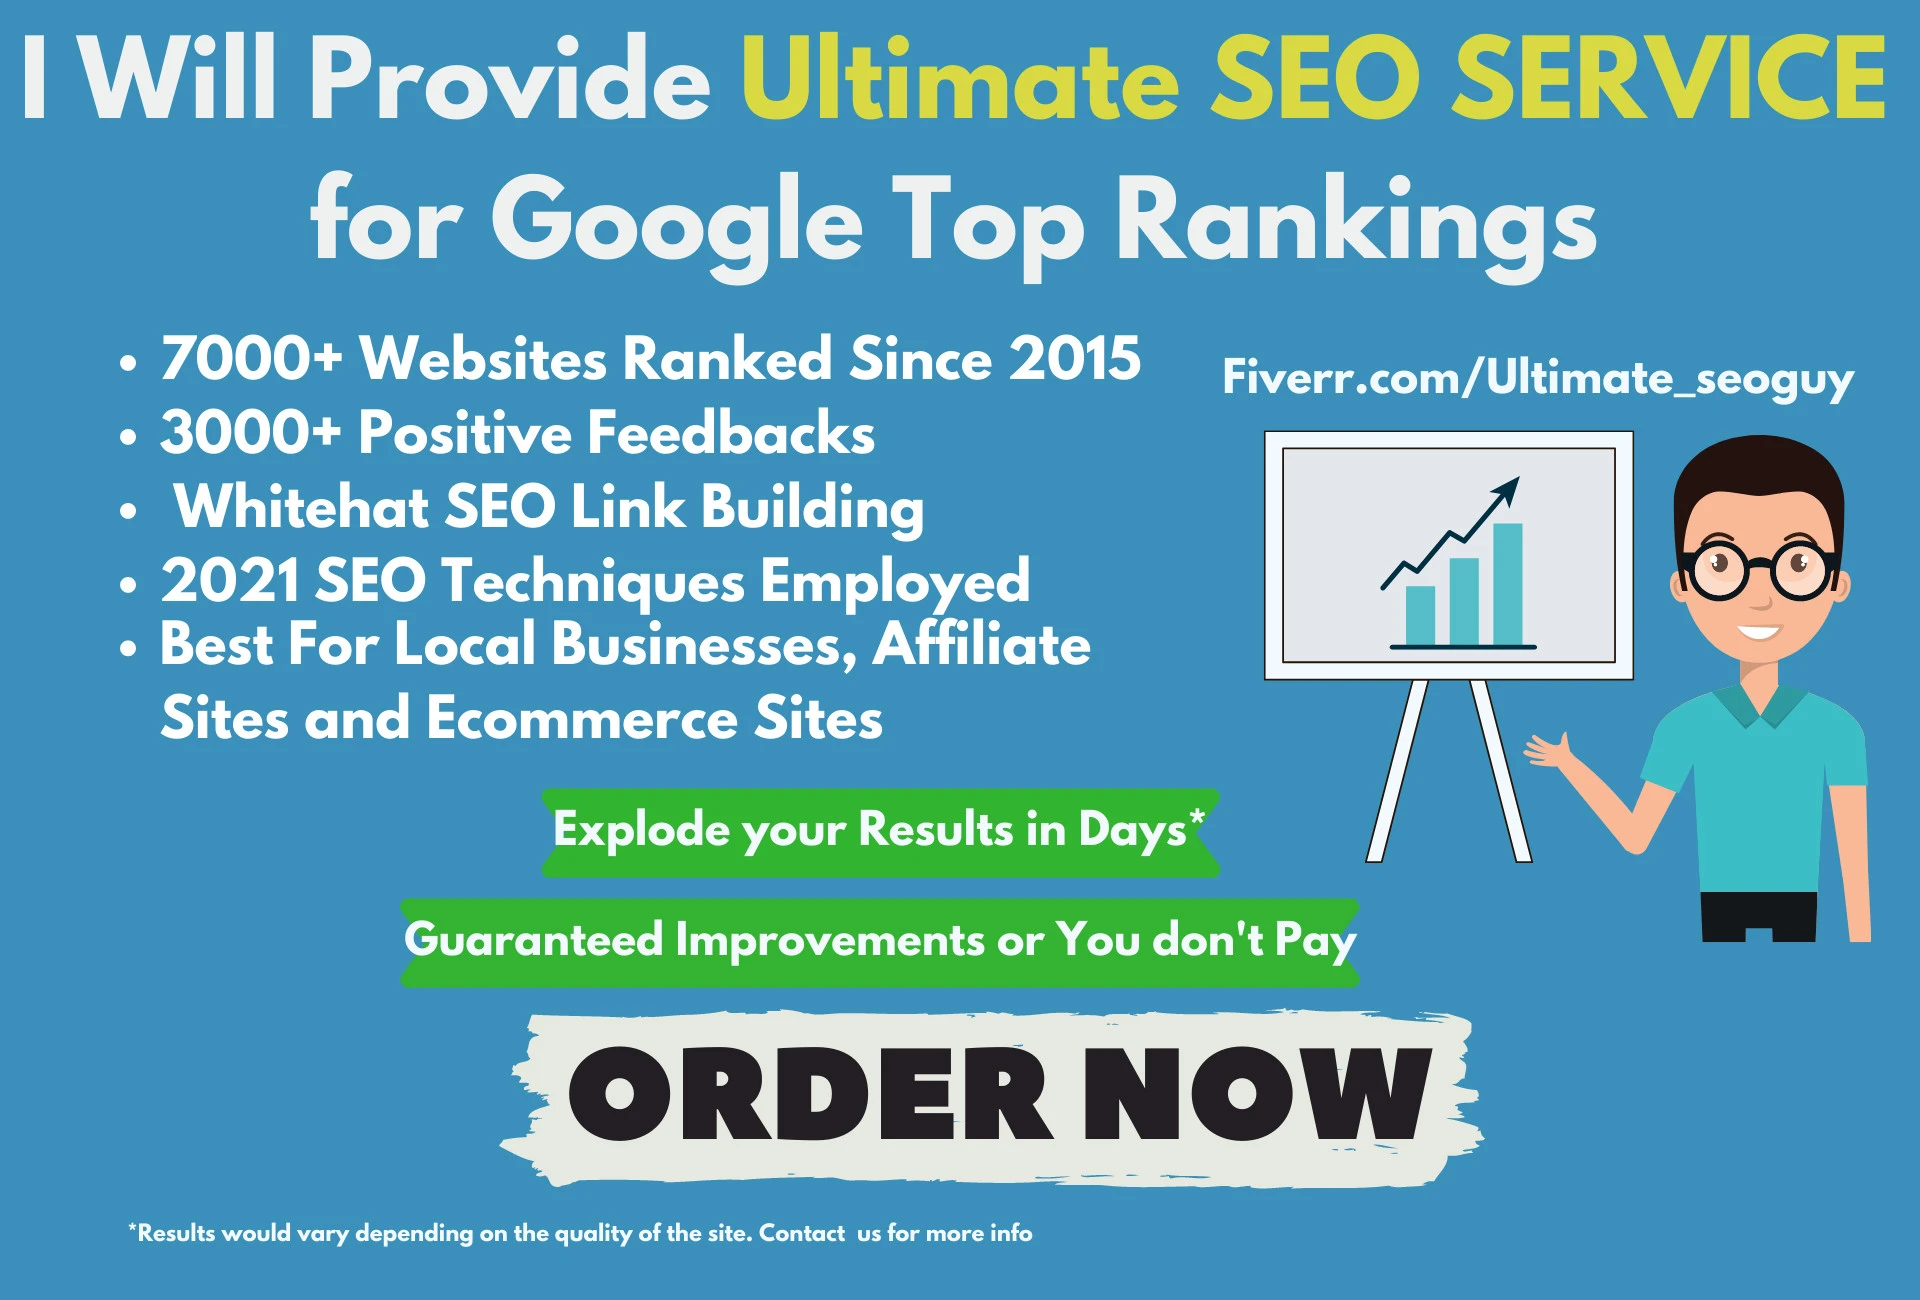 I Will Provide Ultimate SEO SERVICE
for Google Top Rankings
• 7000+ Websites Ranked Since 2015
• 3000+ Positive Feedbacks
• Whitehat SEO Link Building
• 2021 SEO Techniques Employed
• Best For Local Businesses, Affiliate
Sites and Ecommerce Sites
Fiverr.com/Ultimate_seoguy
Explode your Results in Days*
Guaranteed Improvements or You don't Pay
ORDER NOW
*Results would vary depending on the quality of the site. Contact us for more info